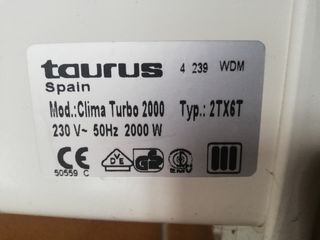 taurus 4 239 WDM
Spain
Mod.:Clima Turbo 2000 Typ.: 2TX6T
230 V~ 50Hz 2000 W
CE
50559 C